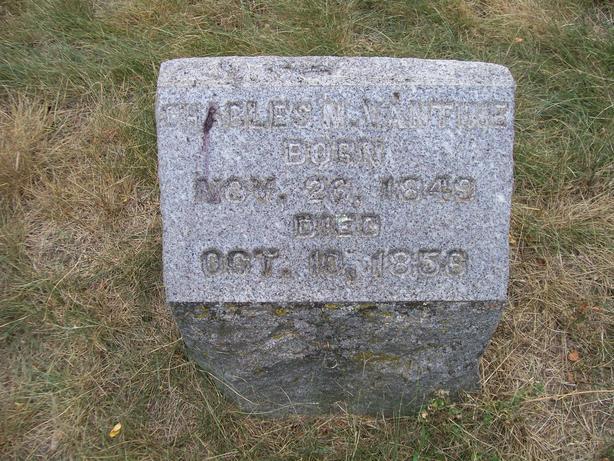 CHARLES M. VANTINE
BORN
NOV. 26, 1849
DIED
OCT. 10, 1856